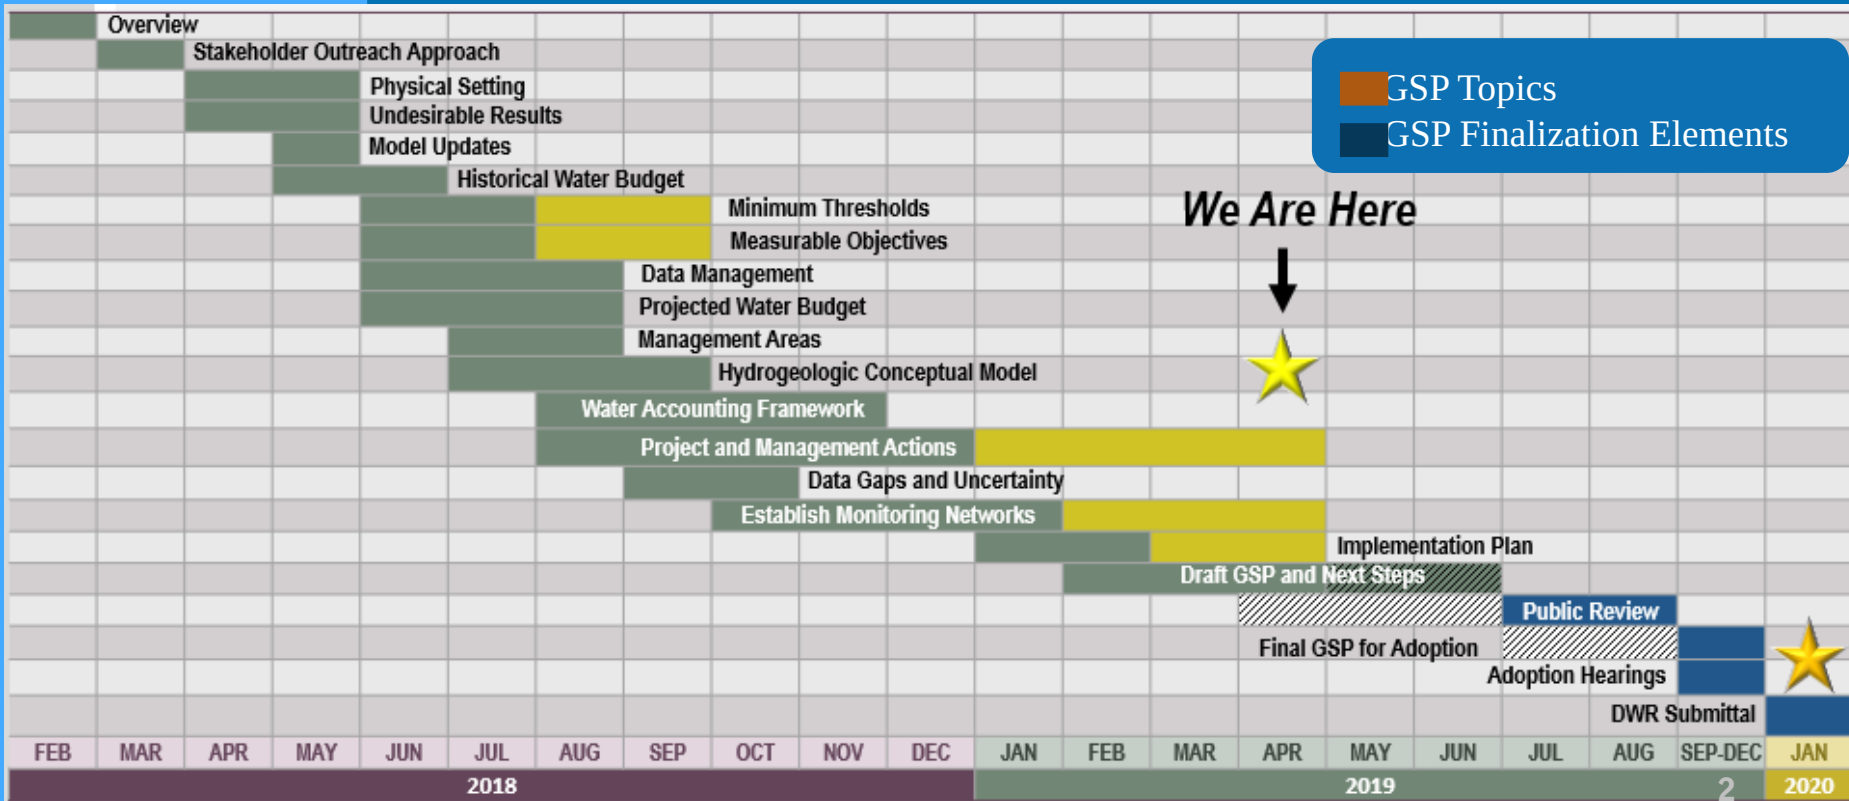 Overview
Stakeholder Outreach Approach
Physical Setting
GSP Topics
Undesirable Results
GSP Finalization Elements
Model Updates
Historical Water Budget
Minimum Thresholds
We Are Here
Measurable Objectives
Data Management
Projected Water Budget
Management Areas
Hydrogeologic Conceptual Model
Water Accounting Framework
Project and Management Actions
Data Gaps and Uncertainty
Establish Monitoring Networks
Implementation Plan
Draft GSP and Next Steps
Public Review
Final GSP for Adoption
Adoption Hearings
DWR Submittal
FEB MAR APR MAY JUN JUL AUG SEP OCT NOV DEC JAN FEB MAR APR MAY JUN JUL AUG SEP-DEC JAN
2018 2019 2 2020